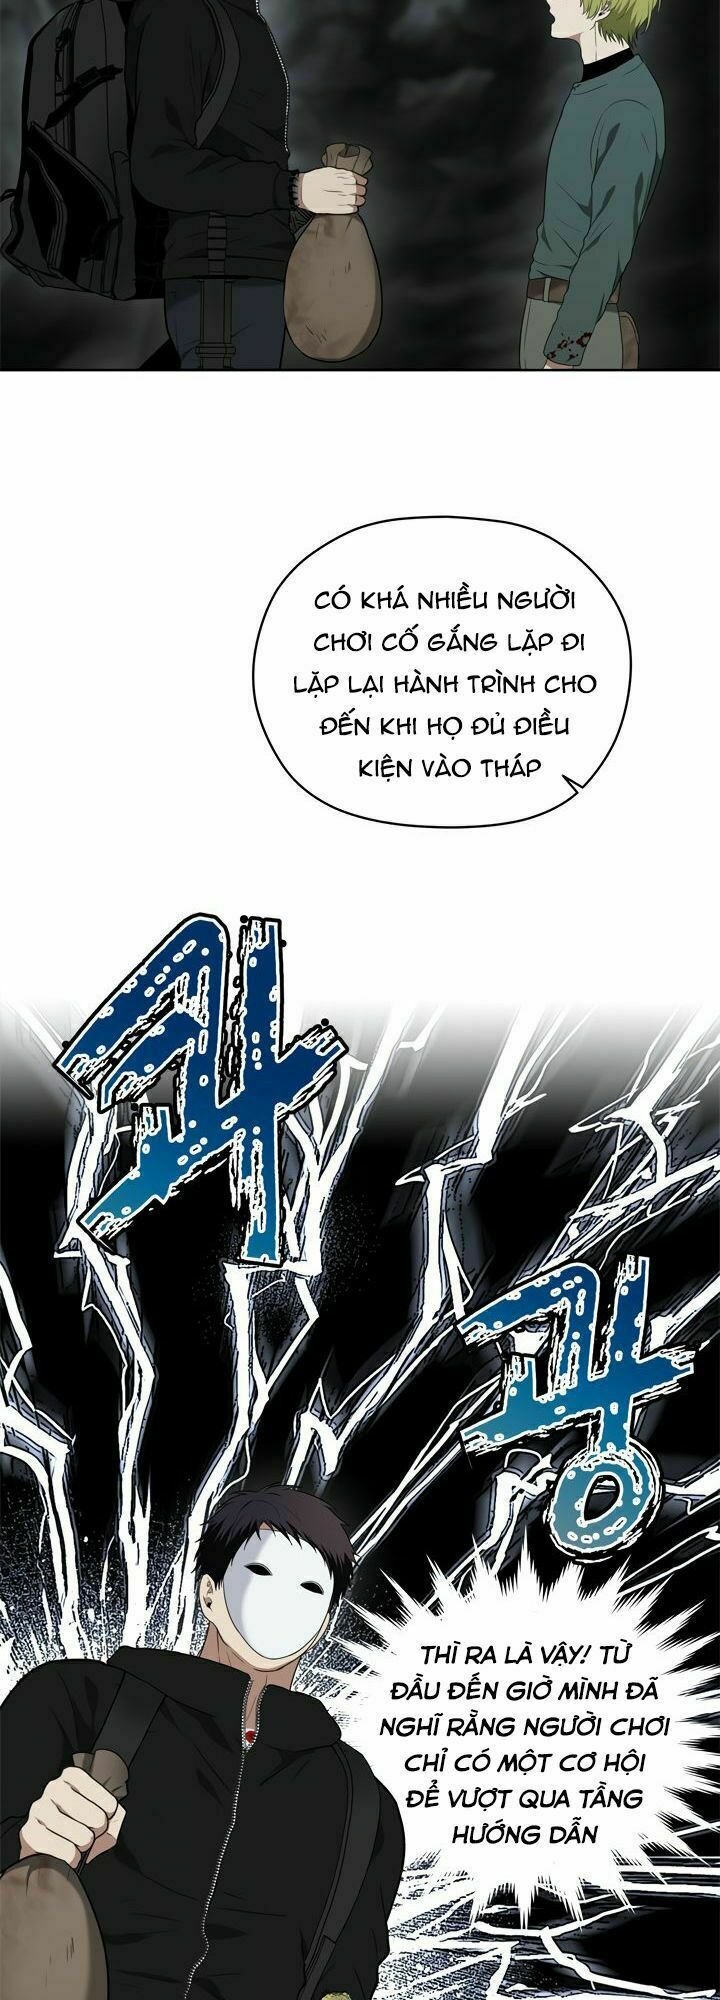 CÓ KHÁ NHIỀU NGƯỜI
CHƠI CỐ GẮNG LẶP ĐI
LẶP LẠI HÀNH TRÌNH CHO
ĐẾN KHI HỌ ĐỦ ĐIỀU
KIỆN VÀO THÁP
콰
쾅
THÌ RA LÀ VẬY! TỪ
ĐẦU ĐẾN GIỜ MÌNH ĐÃ
NGHĨ RẰNG NGƯỜI CHƠI
CHỈ CÓ MỘT CƠ HỘI
ĐỂ VƯỢT QUA TẦNG
HƯỚNG DẪN